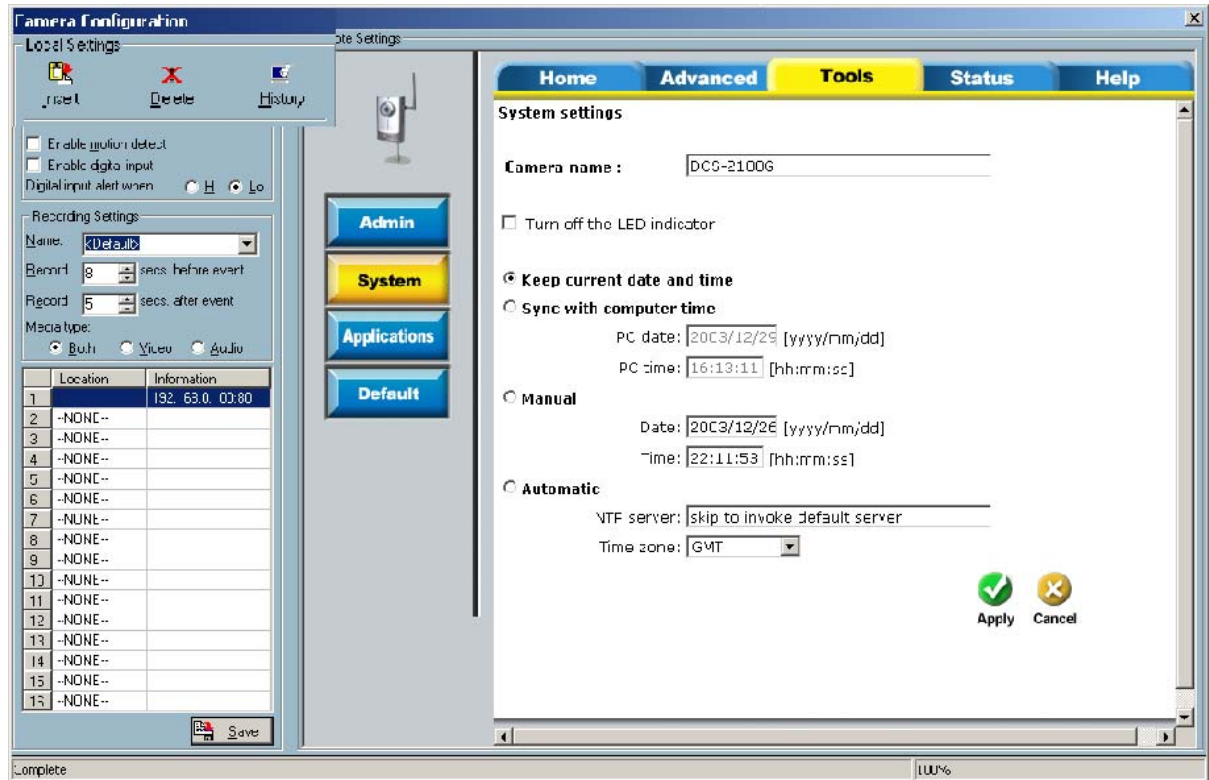 Camera Configuration
Local Settings
Insert
Delete
History
Enable motion detect
Enable digital input
Digital input alert when
H
Lo
Recording Settings
Name:
<Default>
Record 8 secs. before event
Record 5 secs. after event
Media type:
Both Video Audio
Location Information
1
2 --NONE--
3 --NONE--
4 --NONE--
5 --NONE--
6 --NONE--
7 --NONE--
8 --NONE--
9 --NONE--
10 --NONE--
11 --NONE--
12 --NONE--
13 --NONE--
14 --NONE--
15 --NONE--
16 --NONE--
Save
Settings
Admin
System
Applications
Default
Home Advanced Tools Status Help
System settings
Camera name : DCS-2100G
Turn off the LED indicator
Keep current date and time
Sync with computer time
PC date: 2003/12/29 [yyyy/mm/dd]
PC time: 16:13:11 [hh:mm:ss]
Manual
Date: 2003/12/26 [yyyy/mm/dd]
Time: 22:11:53 [hh:mm:ss]
Automatic
NTP server: skip to invoke default server
Time zone: GMT
Apply Cancel
Complete
100%